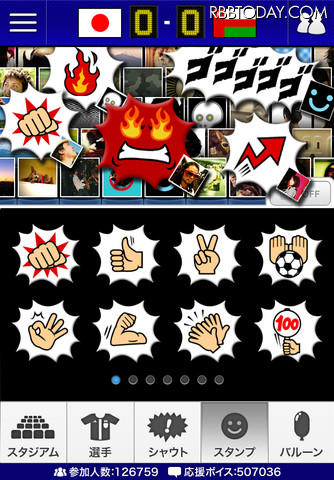 RBBTODAY.COM
0 - 0
ゴゴゴゴゴ
OFF
100
スタジアム
選手
シャウト
スタンプ
バルーン
参加人数:126759
応援ボイス:507036